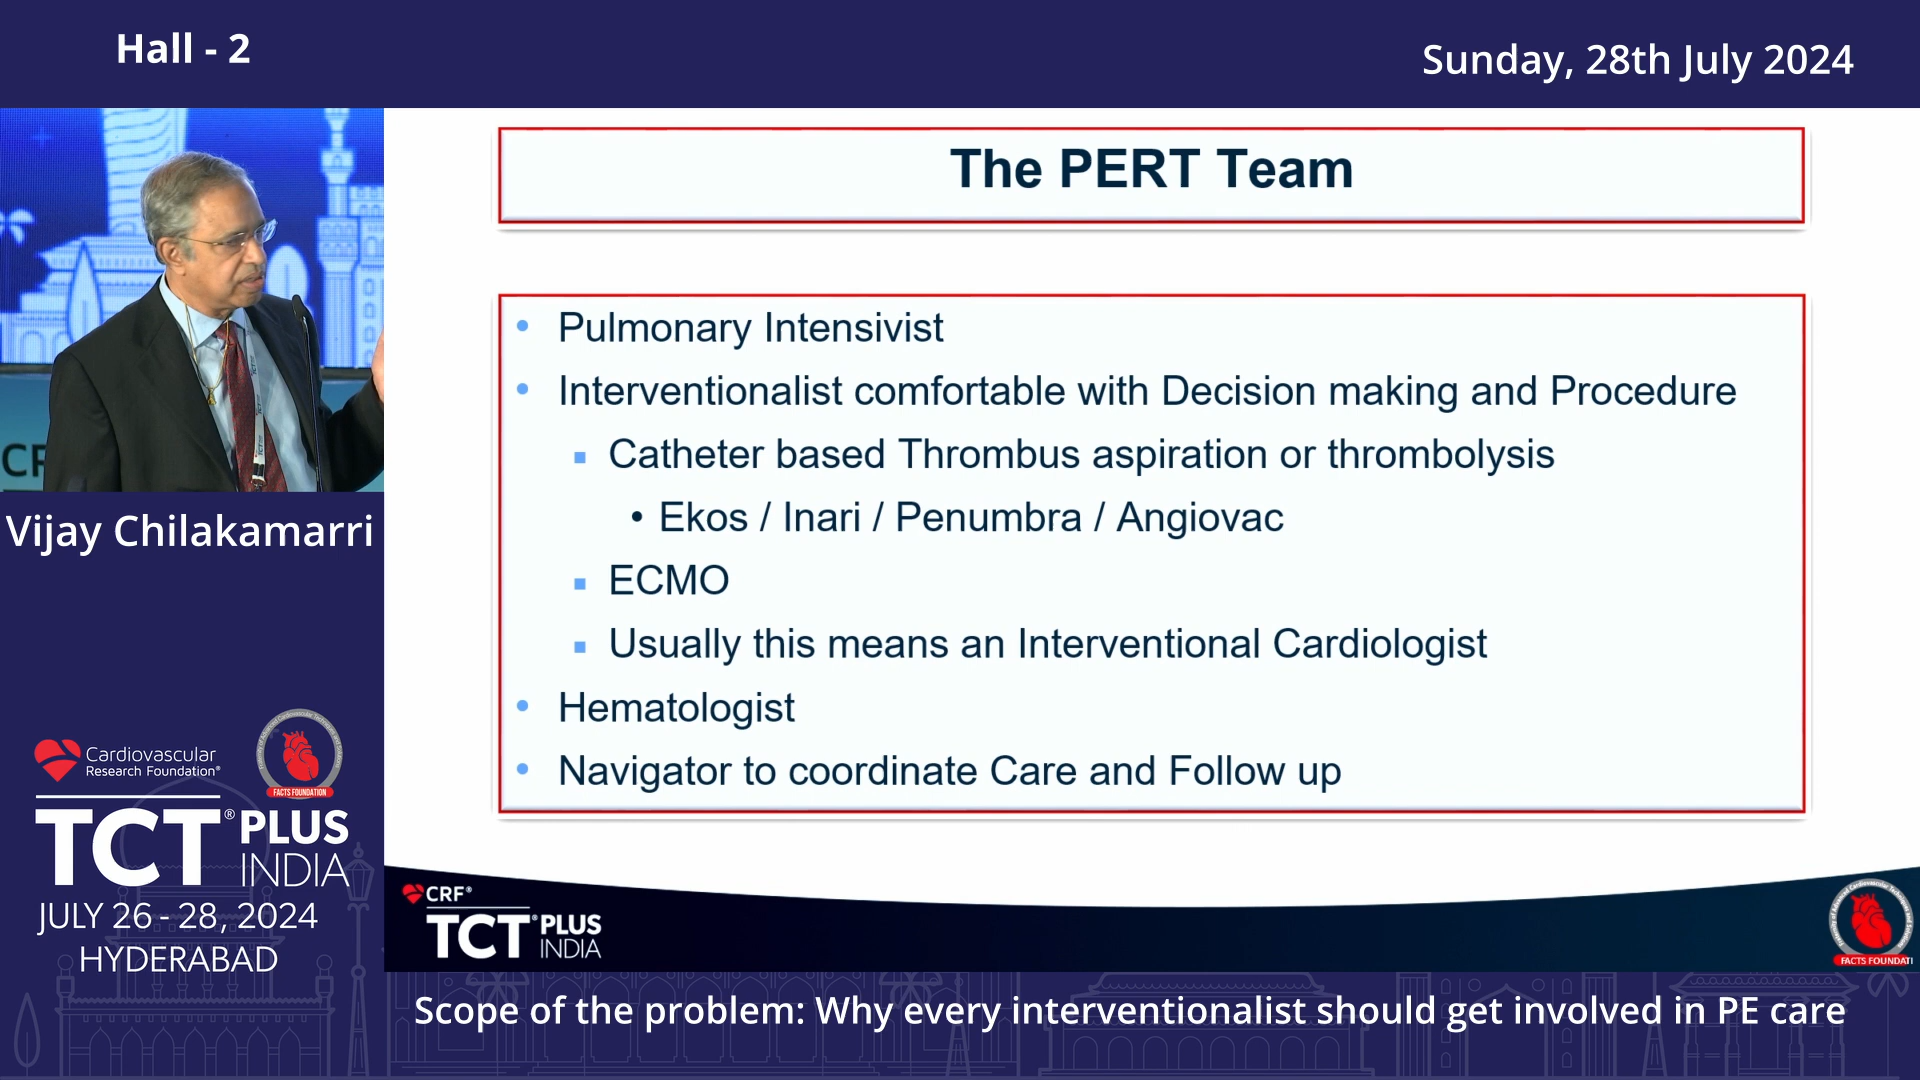 Hall - 2
Sunday, 28th July 2024
The PERT Team
• Pulmonary Intensivist
• Interventionalist comfortable with Decision making and Procedure
▪ Catheter based Thrombus aspiration or thrombolysis
• Ekos / Inari / Penumbra / Angiovac
▪ ECMO
▪ Usually this means an Interventional Cardiologist
• Hematologist
• Navigator to coordinate Care and Follow up
Vijay Chilakamarri
Cardiovascular
Research Foundation®
FACTS FOUNDATION
TCT® PLUS
INDIA
JULY 26 - 28, 2024
HYDERABAD
CRF®
TCT® PLUS
INDIA
FACTS FOUNDATI
Scope of the problem: Why every interventionalist should get involved in PE care